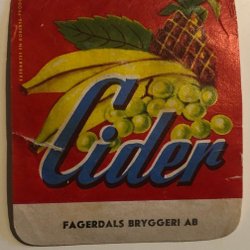 Cider
FAGERDALS BRYGGERI AB